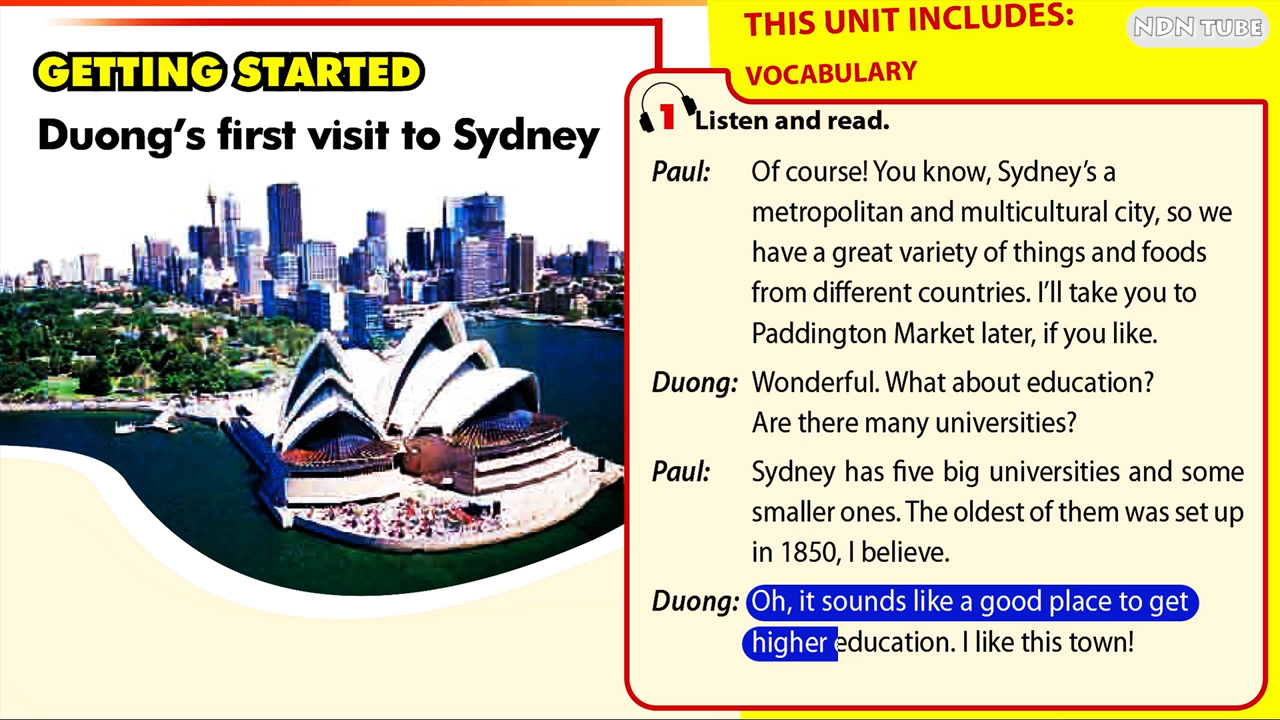 GETTING STARTED
Duong's first visit to Sydney
THIS UNIT INCLUDES:
VOCABULARY
NDN TUBE
1 Listen and read.
Paul: Of course! You know, Sydney's a
metropolitan and multicultural city, so we
have a great variety of things and foods
from different countries. I'll take you to
Paddington Market later, if you like.
Duong: Wonderful. What about education?
Are there many universities?
Paul: Sydney has five big universities and some
smaller ones. The oldest of them was set up
in 1850, I believe.
Duong: Oh, it sounds like a good place to get
higher education. I like this town!